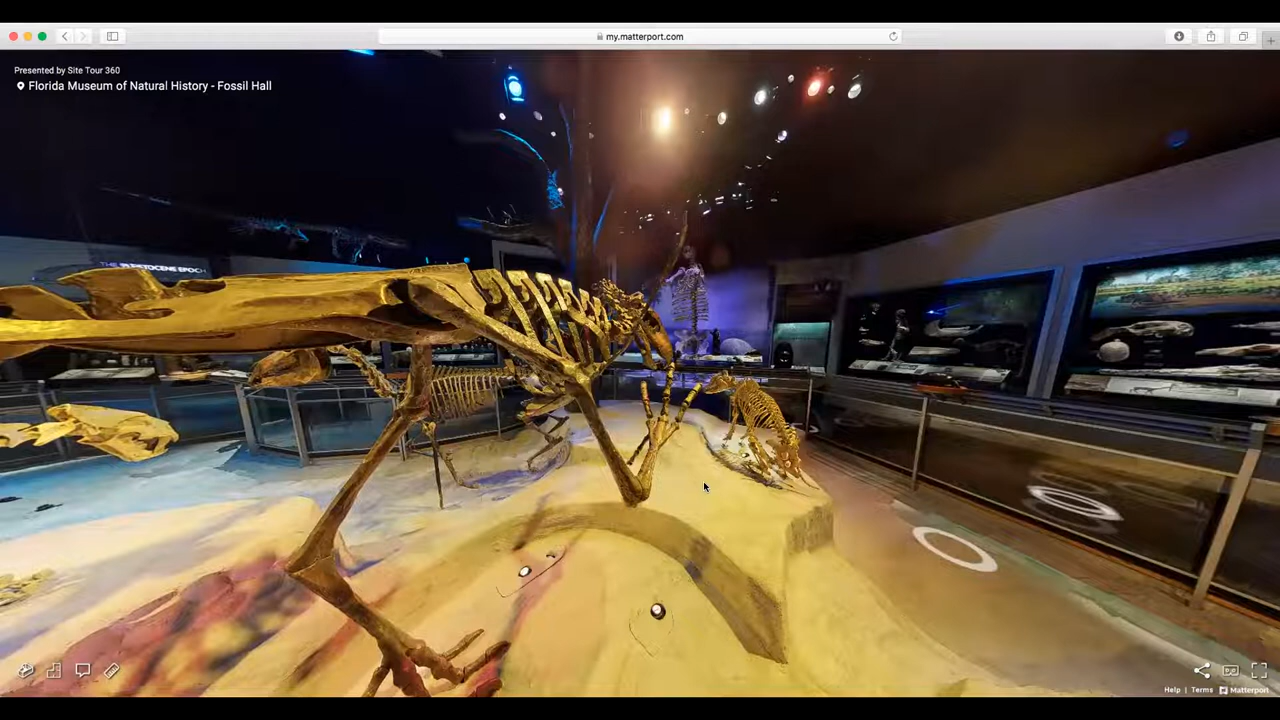 my.matterport.com
Presented by Site Tour 360
Florida Museum of Natural History - Fossil Hall
THE PLEISTOCENE EPOCH
Help | Terms Matterport